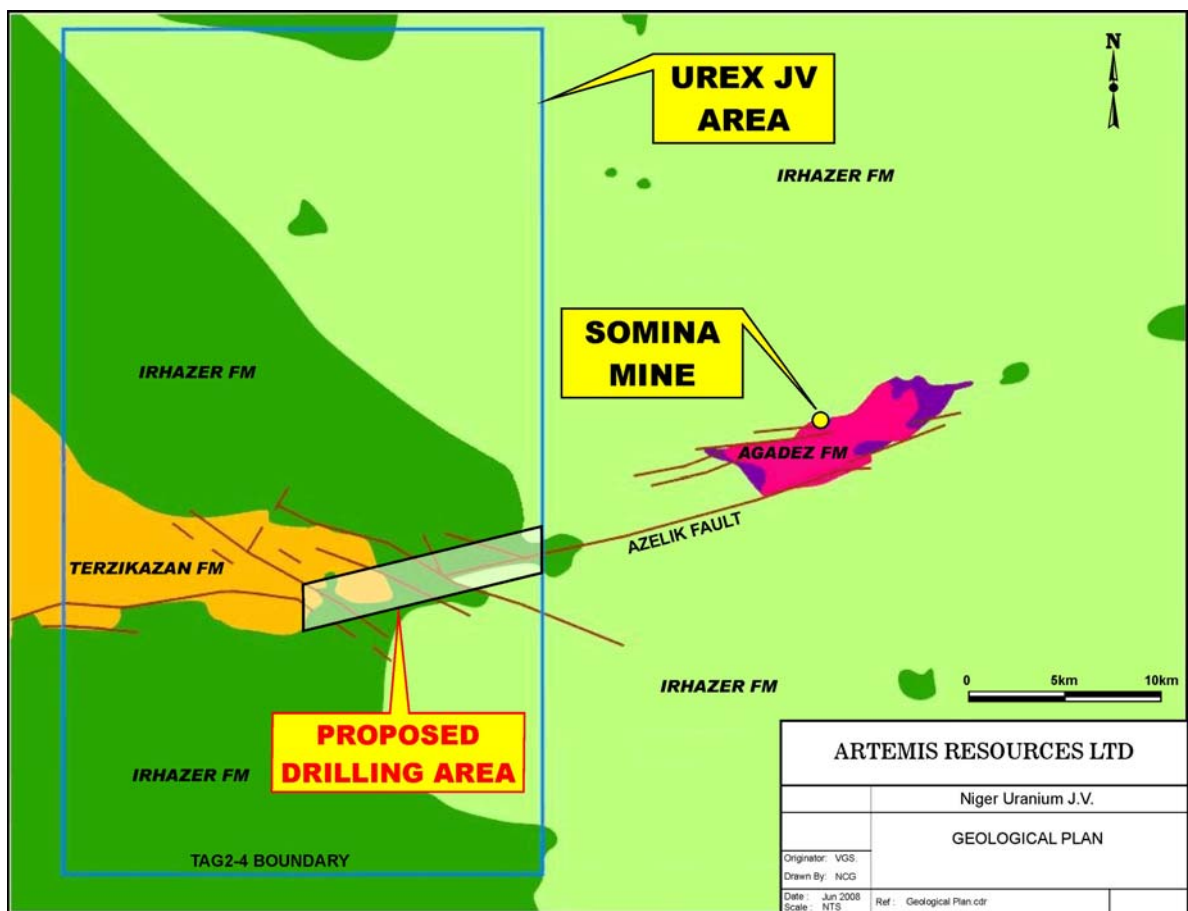 N
UREX JV
AREA
IRHAZER FM
SOMINA
MINE
IRHAZER FM
AGADEZ FM
AZELIK FAULT
TERZIKAZAN FM
IRHAZER FM
0 5km 10km
PROPOSED
DRILLING AREA
IRHAZER FM
TAG2-4 BOUNDARY
ARTEMIS RESOURCES LTD
Niger Uranium J.V.
GEOLOGICAL PLAN
Originator: VGS.
Drawn By: NCG
Date : Jun 2008
Scale : NTS
Ref : Geological Plan.cdr